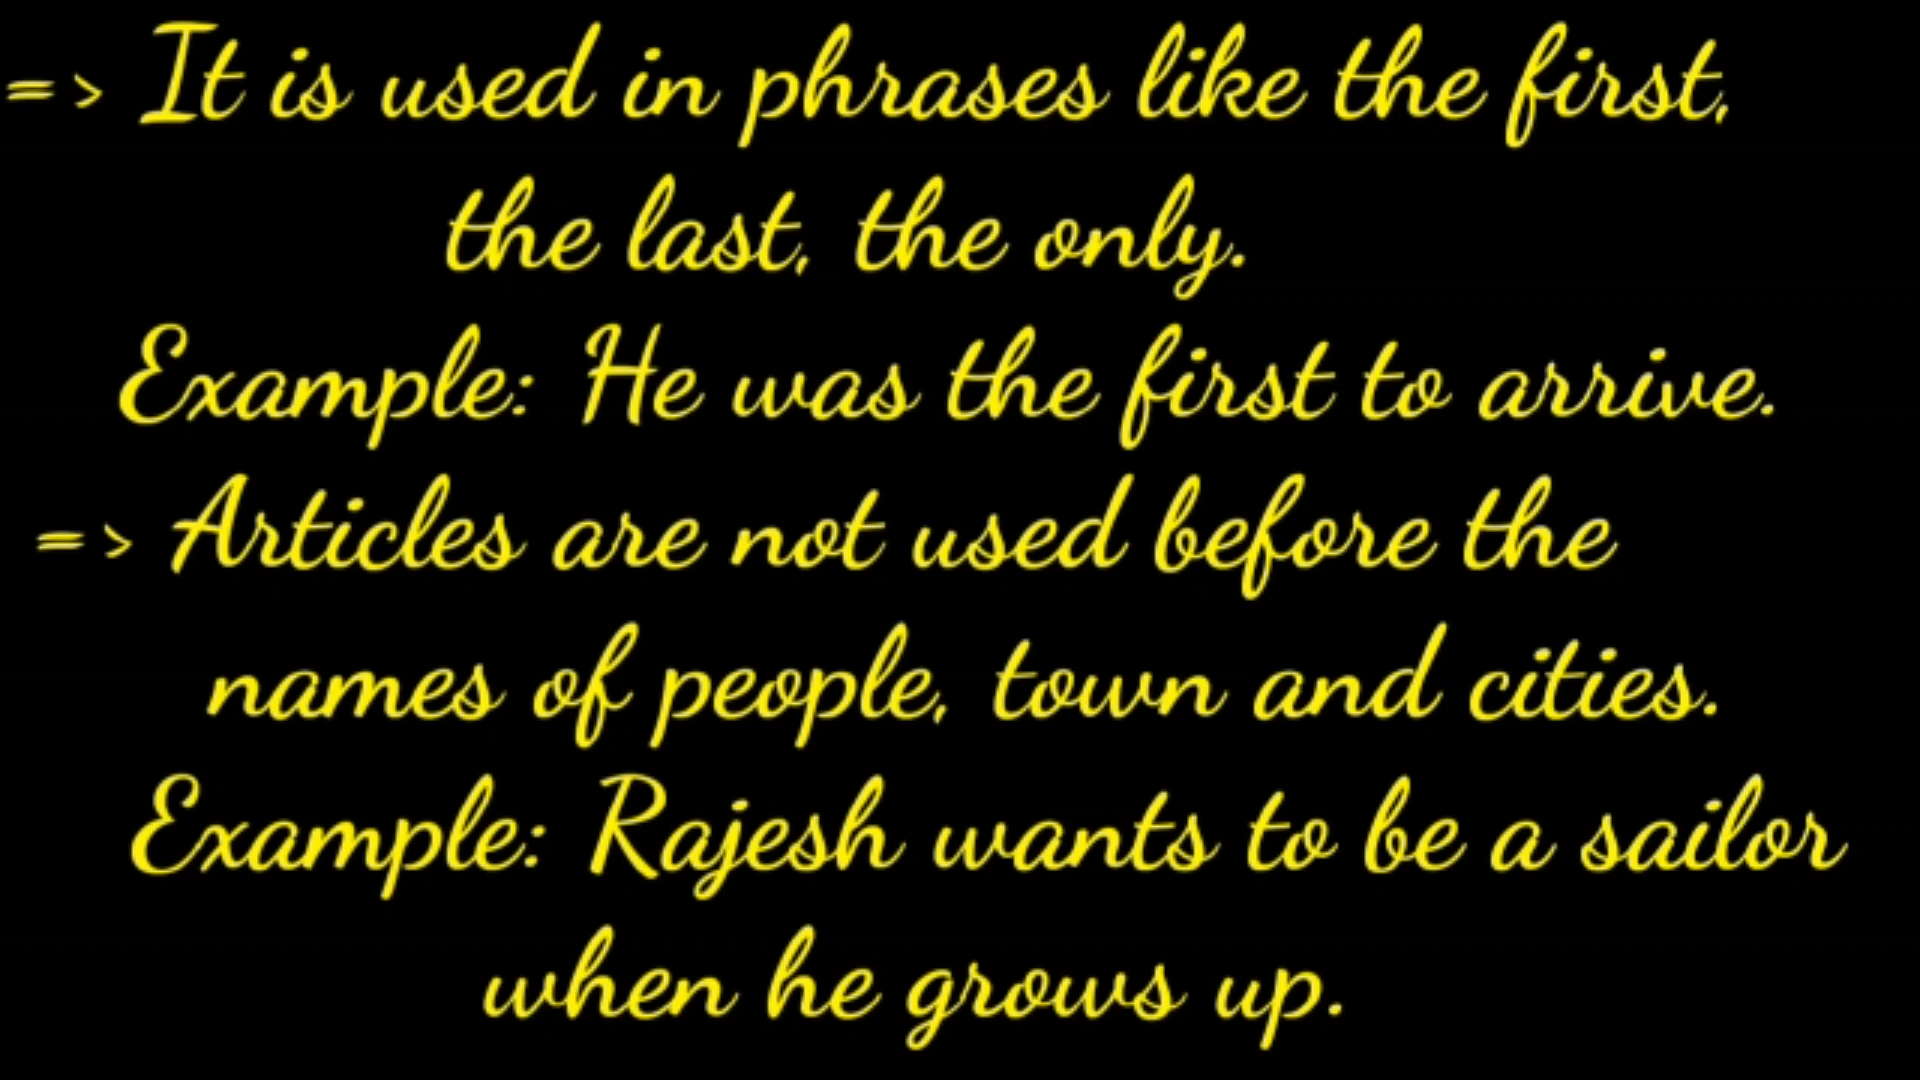 => It is used in phrases like the first,
the last, the only.
Example: He was the first to arrive.
=> Articles are not used before the
names of people, town and cities.
Example: Rajesh wants to be a sailor
when he grows up.